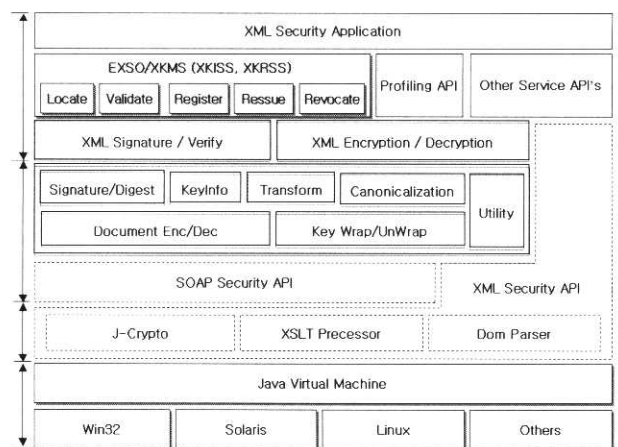 XML Security Application
EXSO/XKMS (XKISS, XKRSS)
Profiling API
Other Service API's
Locate
Validate
Register
Ressue
Revocate
XML Signature / Verify
XML Encryption / Decryption
Signature/Digest
KeyInfo
Transform
Canonicalization
Utility
Document Enc/Dec
Key Wrap/UnWrap
SOAP Security API
XML Security API
J-Crypto
XSLT Precessor
Dom Parser
Java Virtual Machine
Win32
Solaris
Linux
Others